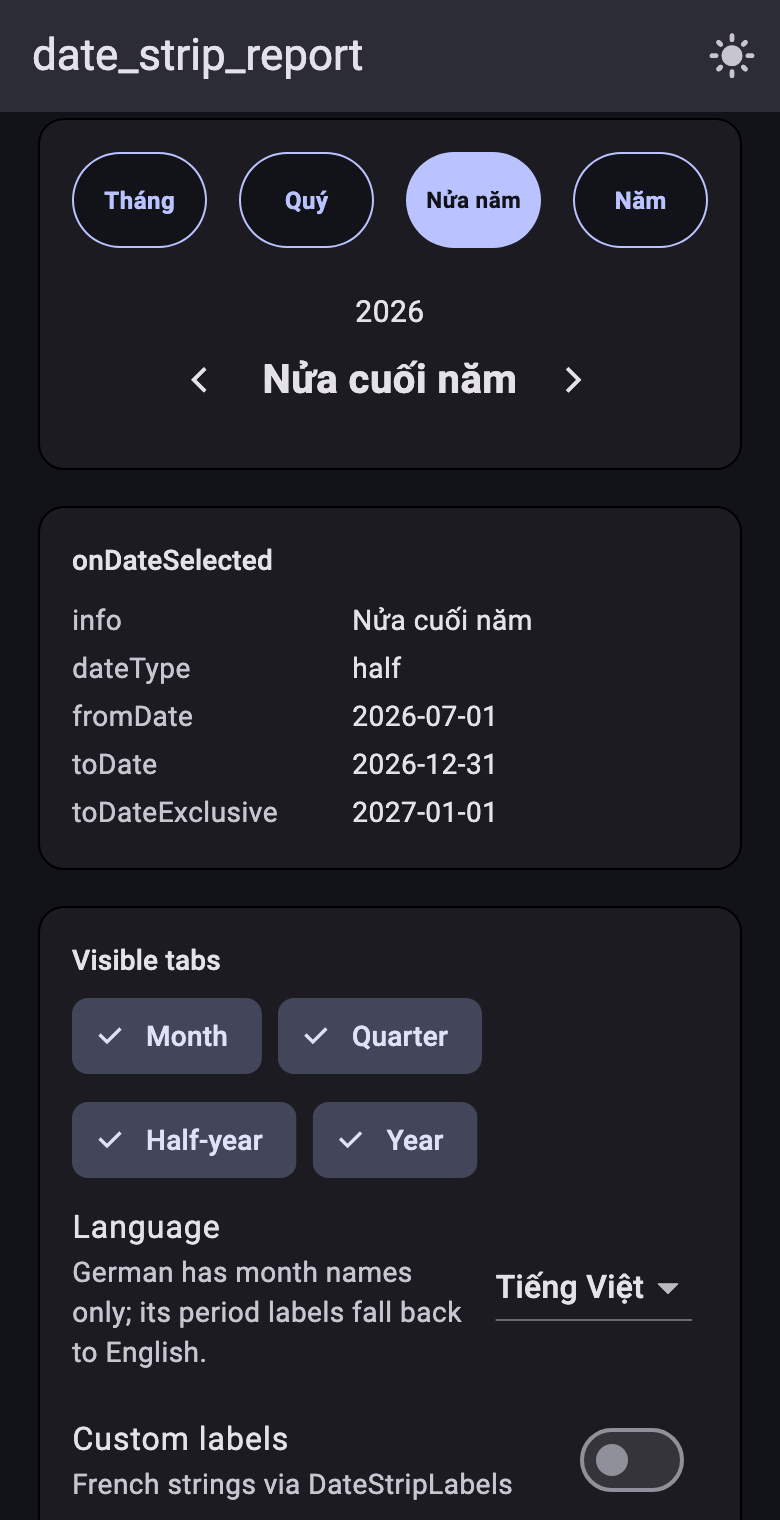 date_strip_report
Tháng
Quý
Nửa năm
Năm
2026
Nửa cuối năm
onDateSelected
info Nửa cuối năm
dateType half
fromDate 2026-07-01
toDate 2026-12-31
toDateExclusive 2027-01-01
Visible tabs
Month
Quarter
Half-year
Year
Language
German has month names
only; its period labels fall back
to English.
Tiếng Việt
Custom labels
French strings via DateStripLabels